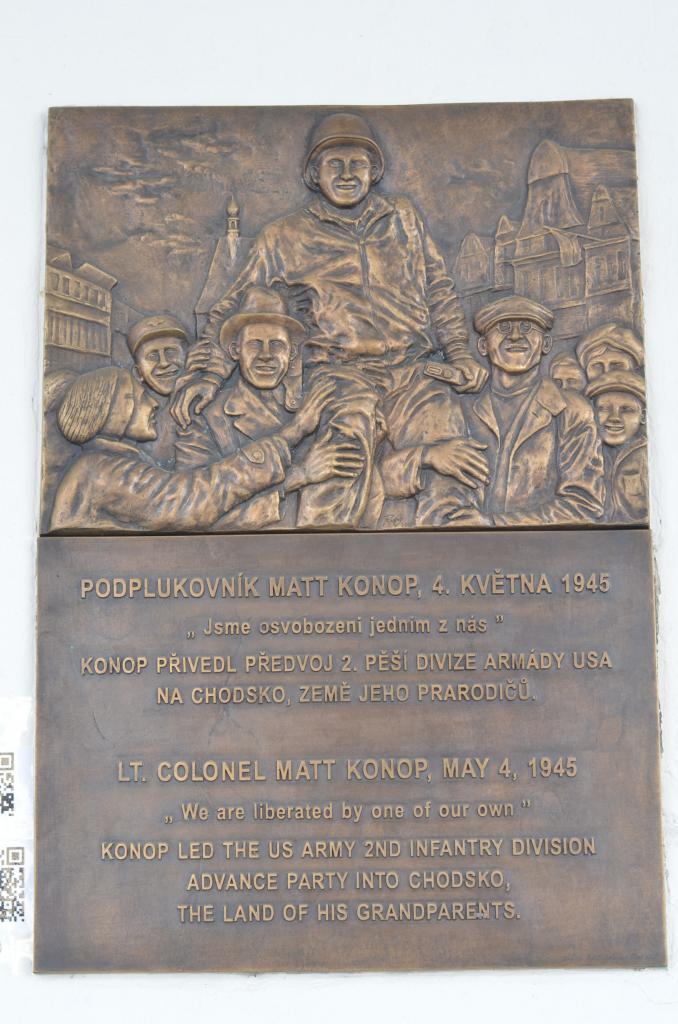 PODPLUKOVNÍK MATT KONOP, 4. KVĚTNA 1945
„ Jsme osvobozeni jedním z nás ”
KONOP PŘIVEDL PŘEDVOJ 2. PĚŠÍ DIVIZE ARMÁDY USA
NA CHODSKO, ZEMĚ JEHO PRARODIČŮ.
LT. COLONEL MATT KONOP, MAY 4, 1945
„ We are liberated by one of our own ”
KONOP LED THE US ARMY 2ND INFANTRY DIVISION
ADVANCE PARTY INTO CHODSKO,
THE LAND OF HIS GRANDPARENTS.